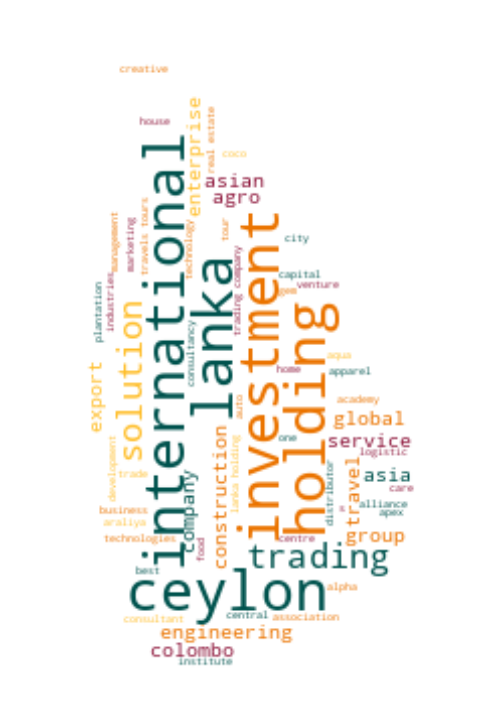 creative
house
enterprise
real estate
coco
international
asian
agro
management
marketing
travels tours
technology
tour
investment
city
lanka
trading company
capital
venture
gem
plantation
industries
solution
consultancy
holding
export
home
aqua
apparel
auto
academy
global
development
construction
lanka holding
one
service
logistic
trade
company
distributor
travel
asia
care
business
alliance
apex
araliya
technologies
food
centre
group
best
trading
ceylon
alpha
consultant
central
association
engineering
colombo
institute